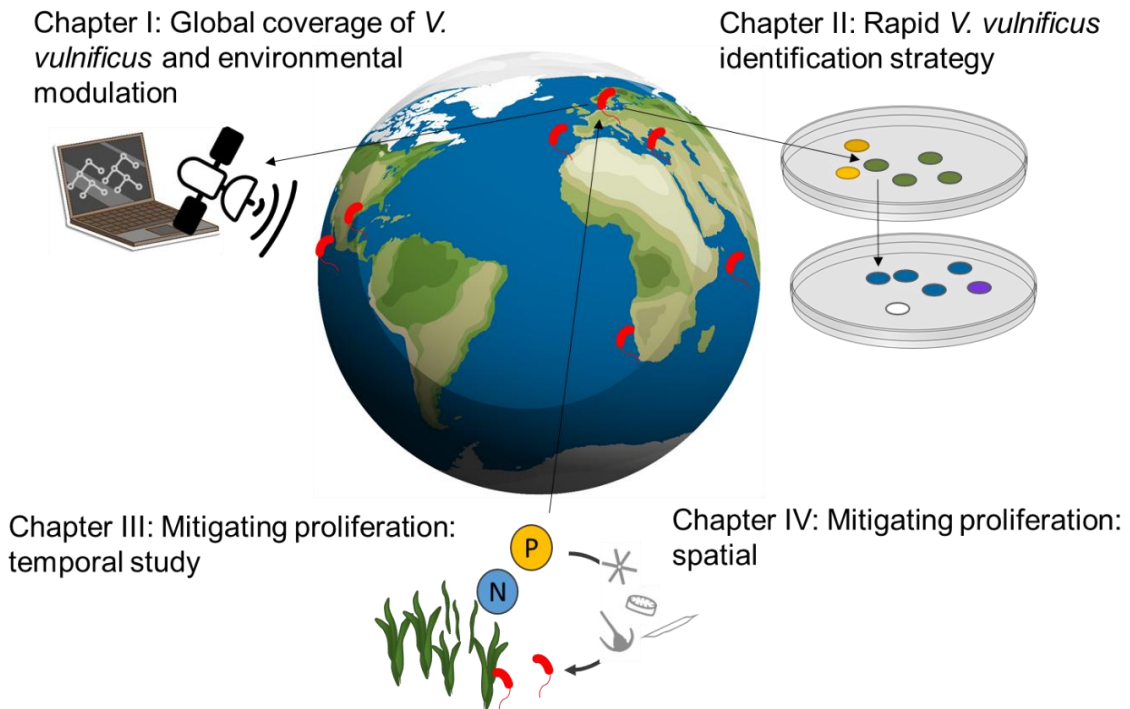 Chapter I: Global coverage of V.
vulnificus and environmental
modulation
Chapter II: Rapid V. vulnificus
identification strategy
Chapter III: Mitigating proliferation:
temporal study
Chapter IV: Mitigating proliferation:
spatial
P
N